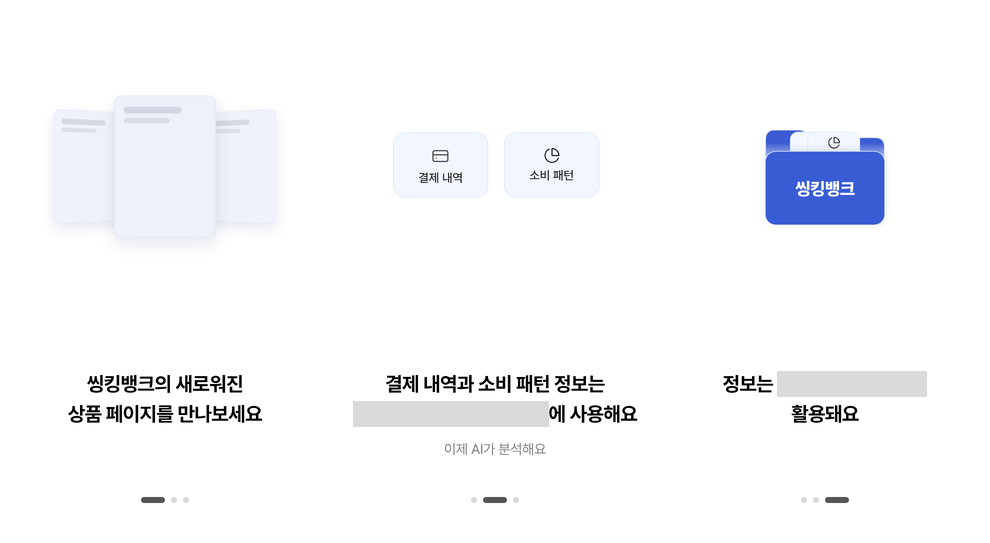 씽킹뱅크의 새로워진
상품 페이지를 만나보세요
결제 내역
소비 패턴
결제 내역과 소비 패턴 정보는
에 사용해요
이제 AI가 분석해요
씽킹뱅크
정보는
활용돼요